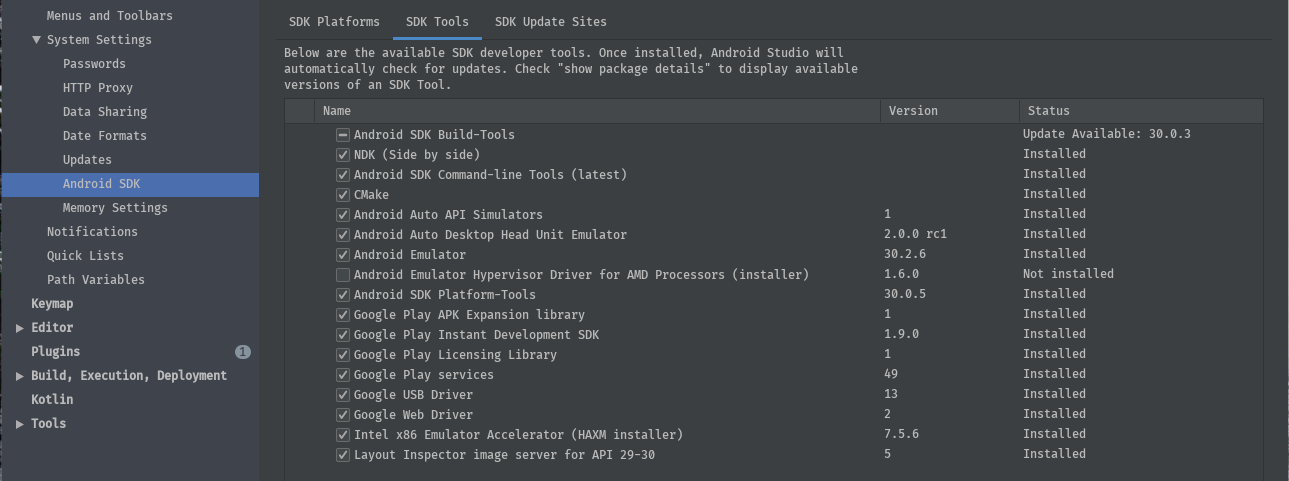 Menus and Toolbars
System Settings
Passwords
HTTP Proxy
Data Sharing
Date Formats
Updates
Android SDK
Memory Settings
Notifications
Quick Lists
Path Variables
Keymap
Editor
Plugins 1
Build, Execution, Deployment
Kotlin
Tools
SDK Platforms SDK Tools SDK Update Sites
Below are the available SDK developer tools. Once installed, Android Studio will
automatically check for updates. Check "show package details" to display available
versions of an SDK Tool.
Name Version Status
Android SDK Build-Tools Update Available: 30.0.3
NDK (Side by side) Installed
Android SDK Command-line Tools (latest) Installed
CMake Installed
Android Auto API Simulators 1 Installed
Android Auto Desktop Head Unit Emulator 2.0.0 rc1 Installed
Android Emulator 30.2.6 Installed
Android Emulator Hypervisor Driver for AMD Processors (installer) 1.6.0 Not installed
Android SDK Platform-Tools 30.0.5 Installed
Google Play APK Expansion library 1 Installed
Google Play Instant Development SDK 1.9.0 Installed
Google Play Licensing Library 1 Installed
Google Play services 49 Installed
Google USB Driver 13 Installed
Google Web Driver 2 Installed
Intel x86 Emulator Accelerator (HAXM installer) 7.5.6 Installed
Layout Inspector image server for API 29-30 5 Installed